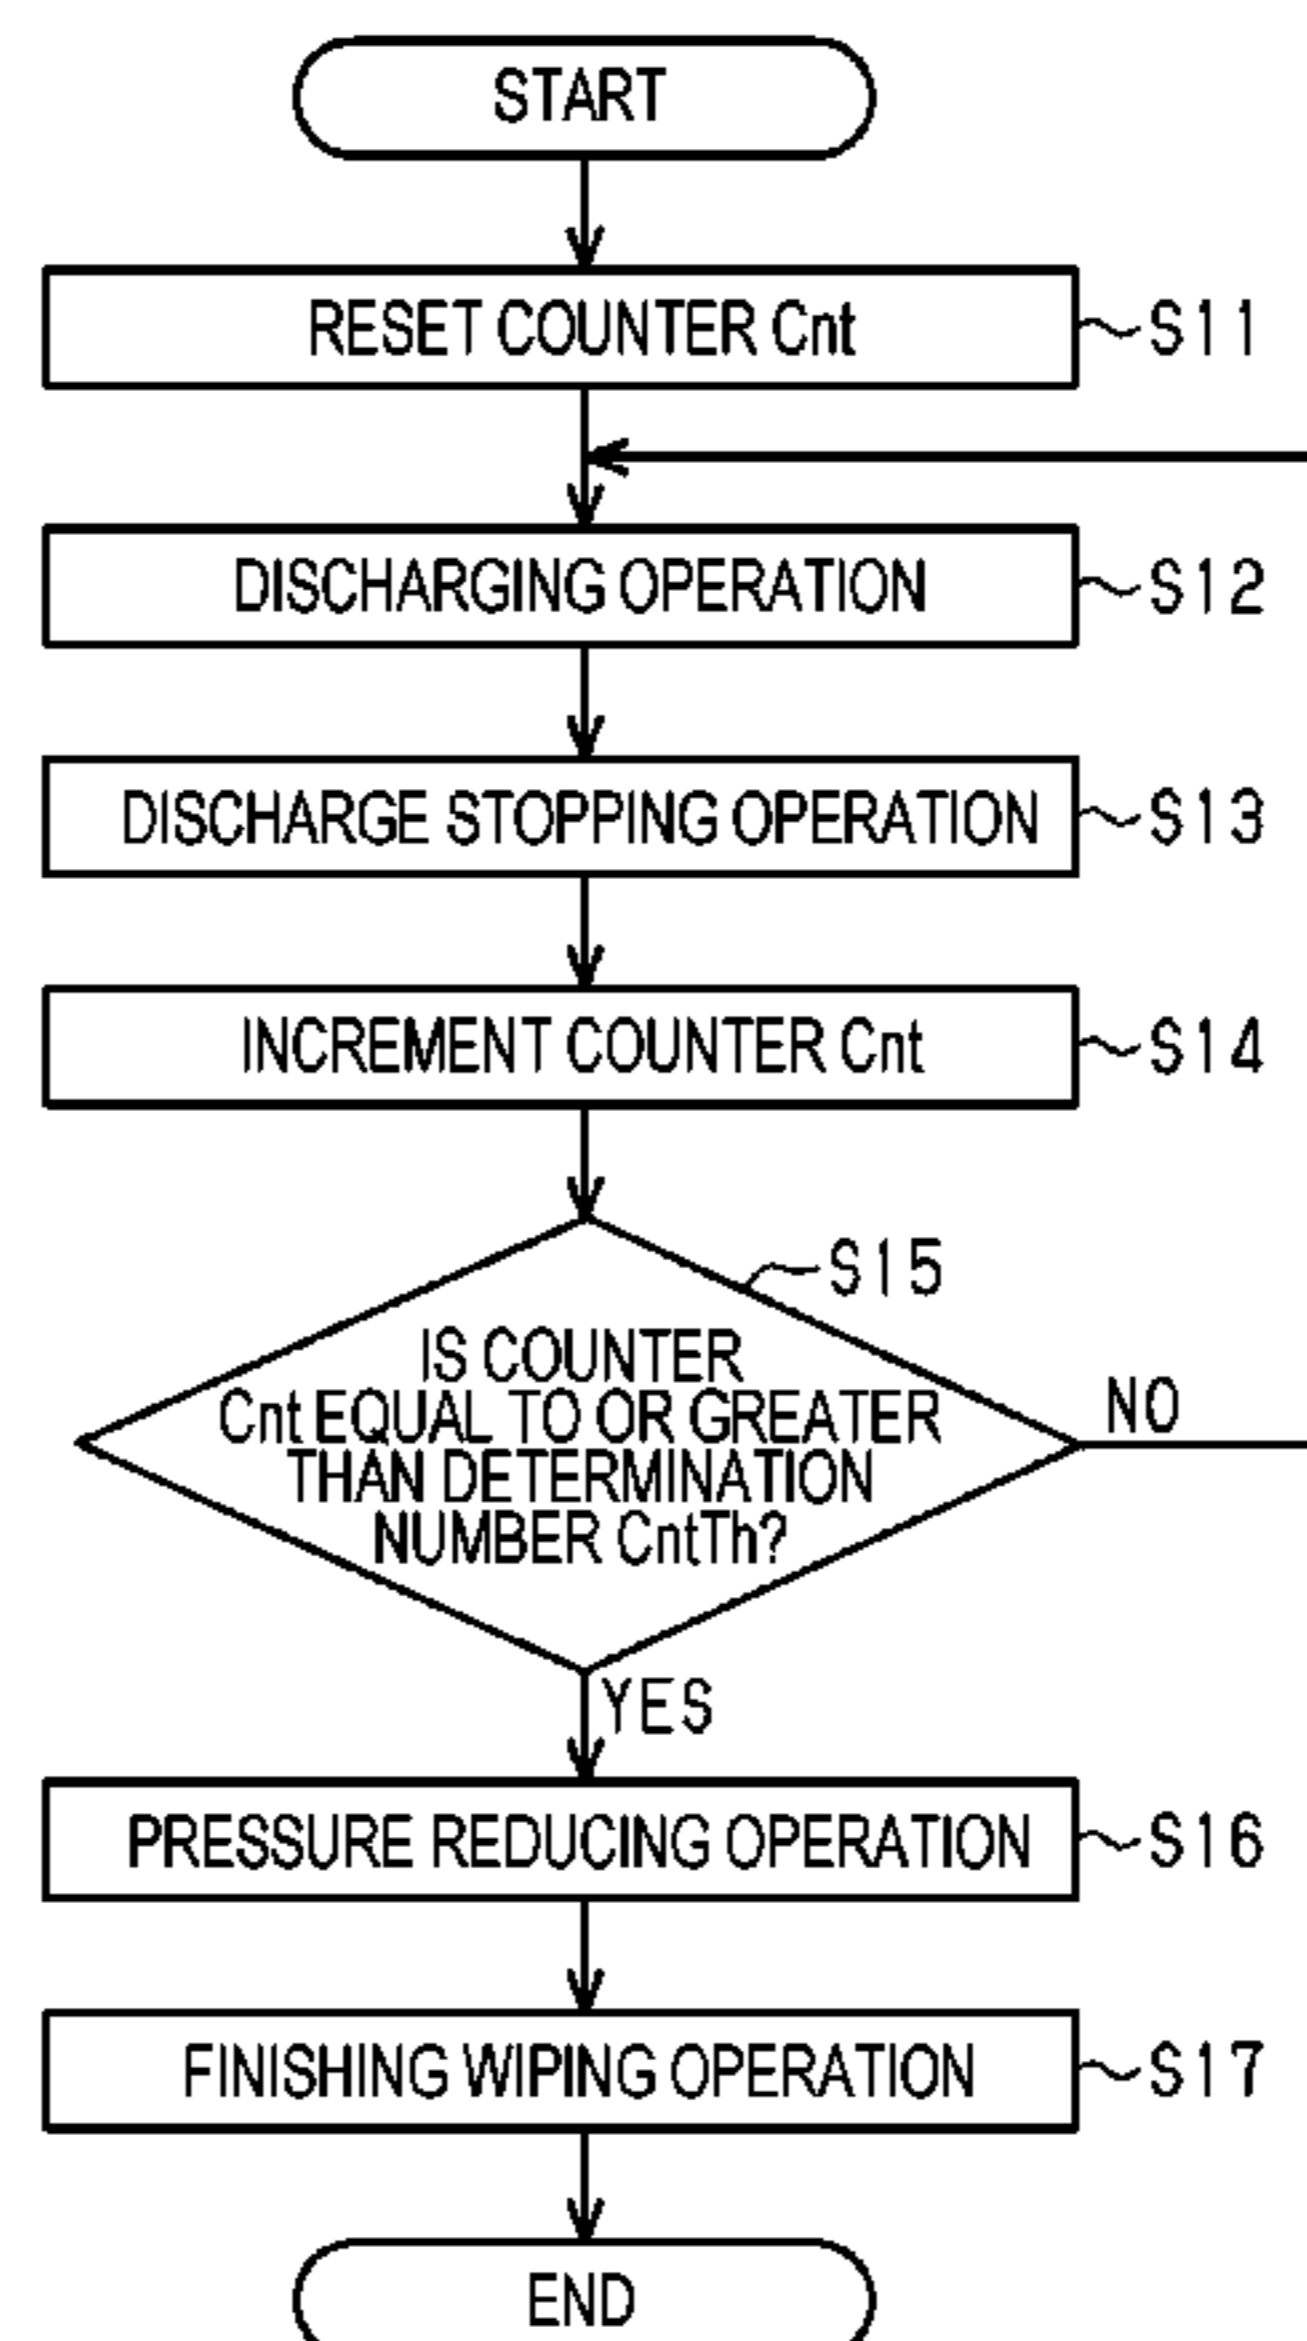 START
RESET COUNTER Cnt
S11
DISCHARGING OPERATION
S12
DISCHARGE STOPPING OPERATION
S13
INCREMENT COUNTER Cnt
S14
S15
IS COUNTER
Cnt EQUAL TO OR GREATER
THAN DETERMINATION
NUMBER CntTh?
NO
YES
PRESSURE REDUCING OPERATION
S16
FINISHING WIPING OPERATION
S17
END